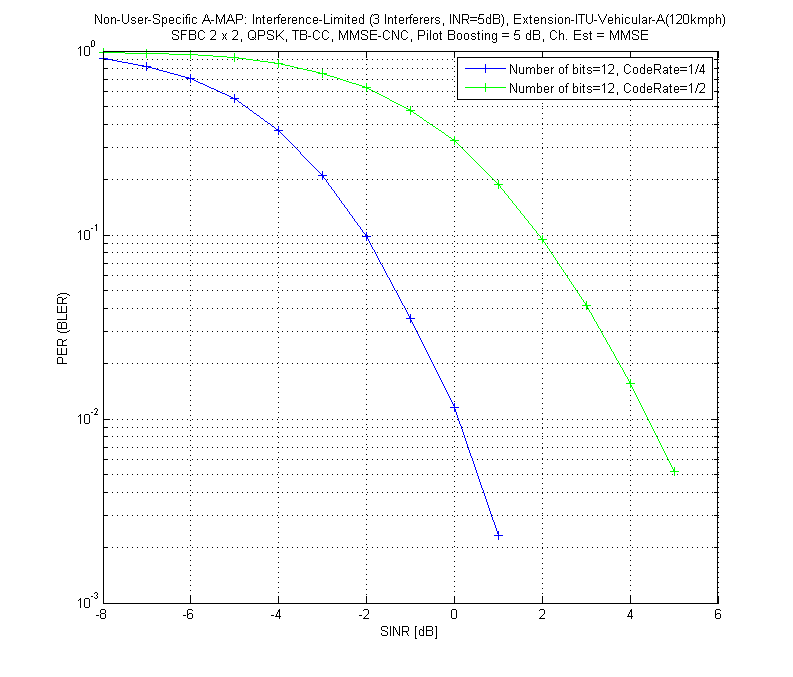 Non-User-Specific A-MAP: Interference-Limited (3 Interferers, INR=5dB), Extension-ITU-Vehicular-A(120kmph)
SFBC 2 x 2, QPSK, TB-CC, MMSE-CNC, Pilot Boosting = 5 dB, Ch. Est = MMSE
Number of bits=12, CodeRate=1/4
Number of bits=12, CodeRate=1/2
10^0
10^-1
10^-2
10^-3
PER (BLER)
-8 -6 -4 -2 0 2 4 6
SINR [dB]